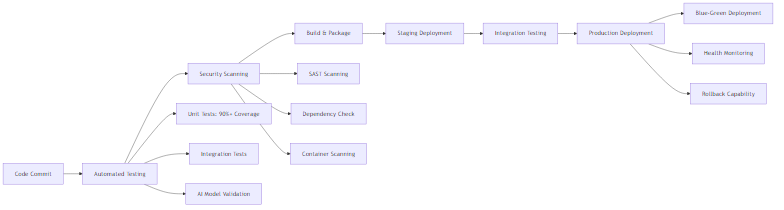 Code Commit
Automated Testing
Security Scanning
Unit Tests: 90%+ Coverage
Integration Tests
AI Model Validation
Build & Package
SAST Scanning
Dependency Check
Container Scanning
Staging Deployment
Integration Testing
Production Deployment
Blue-Green Deployment
Health Monitoring
Rollback Capability